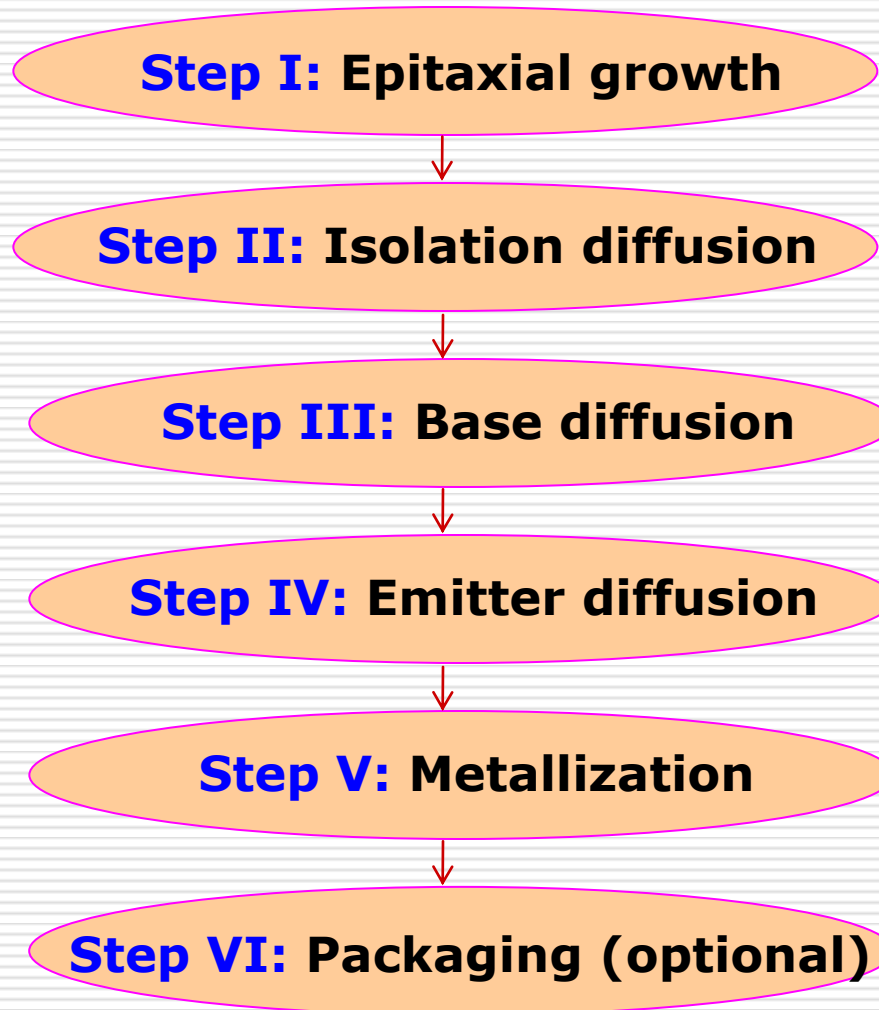 Step I: Epitaxial growth
Step II: Isolation diffusion
Step III: Base diffusion
Step IV: Emitter diffusion
Step V: Metallization
Step VI: Packaging (optional)